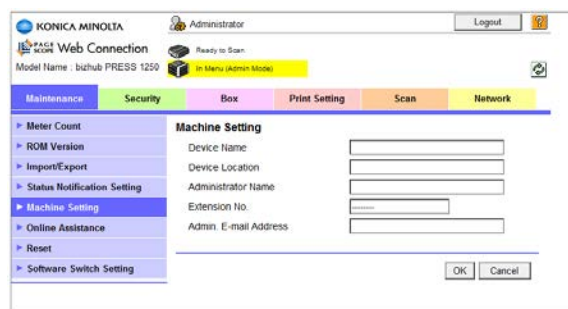 KONICA MINOLTA
Administrator
Logout
?
PAGE SCOPE Web Connection
Ready to Scan
Model Name : bizhub PRESS 1250
In Menu (Admin Mode)
Maintenance
Security
Box
Print Setting
Scan
Network
Meter Count
ROM Version
Import/Export
Status Notification Setting
Machine Setting
Online Assistance
Reset
Software Switch Setting
Machine Setting
Device Name
Device Location
Administrator Name
Extension No.
Admin. E-mail Address
OK
Cancel